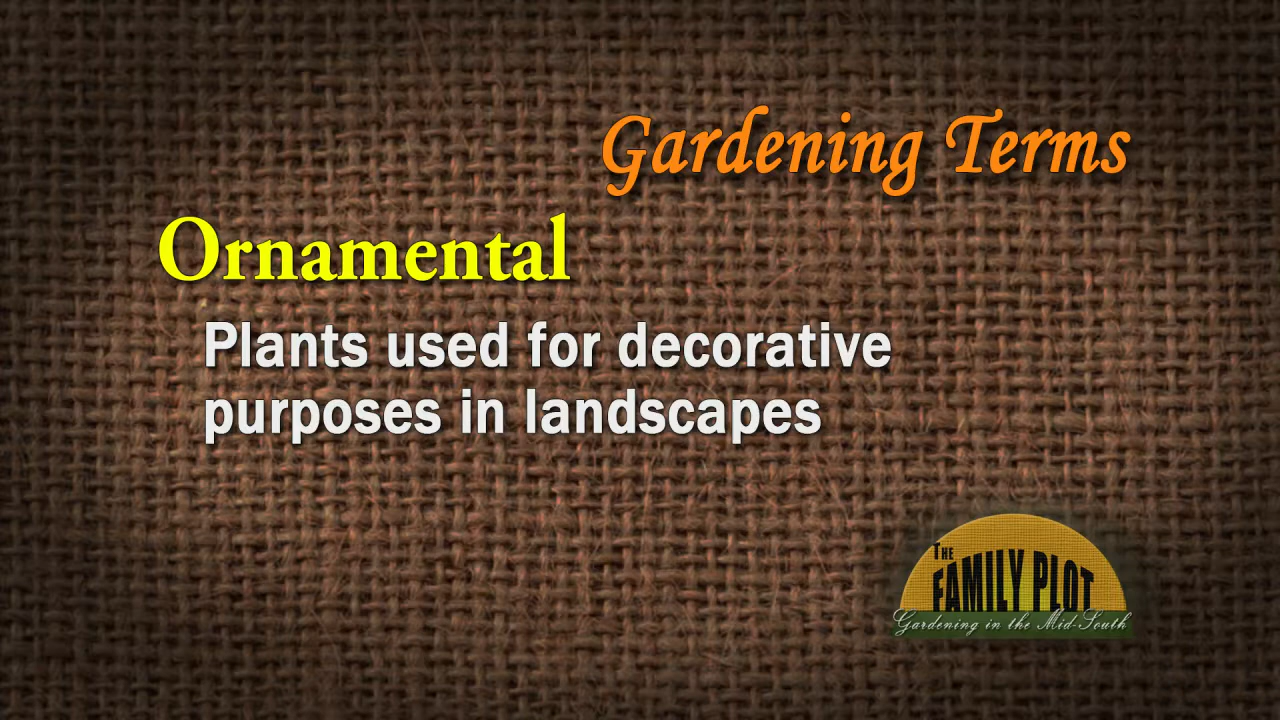 Gardening Terms
Ornamental
Plants used for decorative
purposes in landscapes
THE
FAMILY PLOT
Gardening in the Mid-South